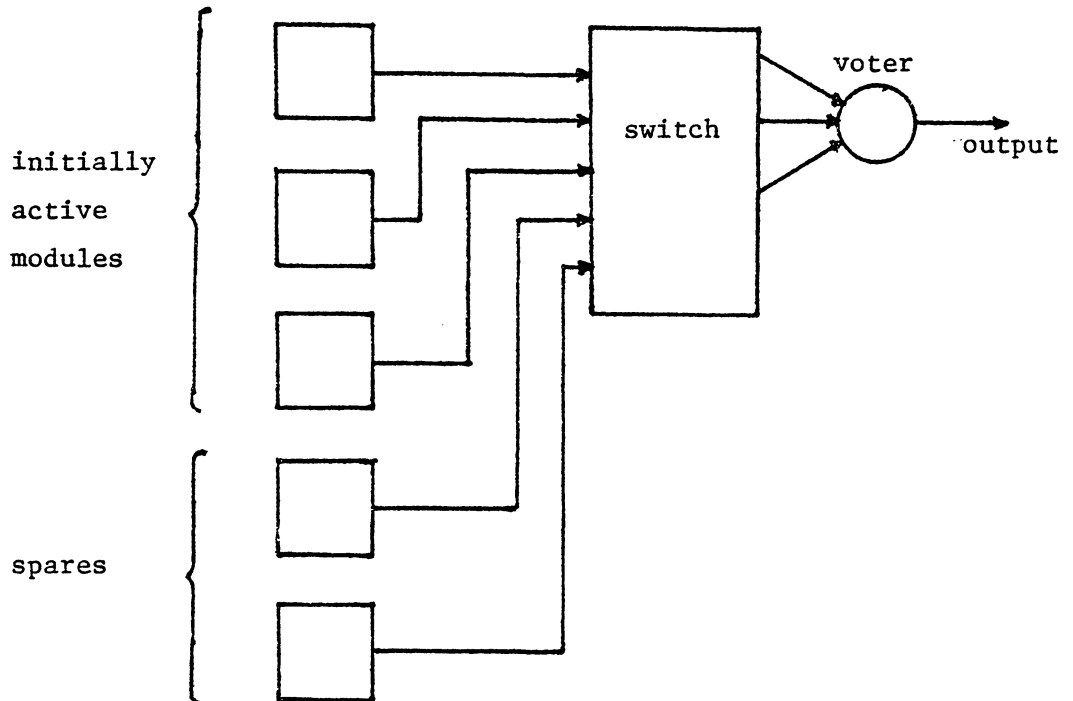 initially
active
modules
spares
switch
voter
output